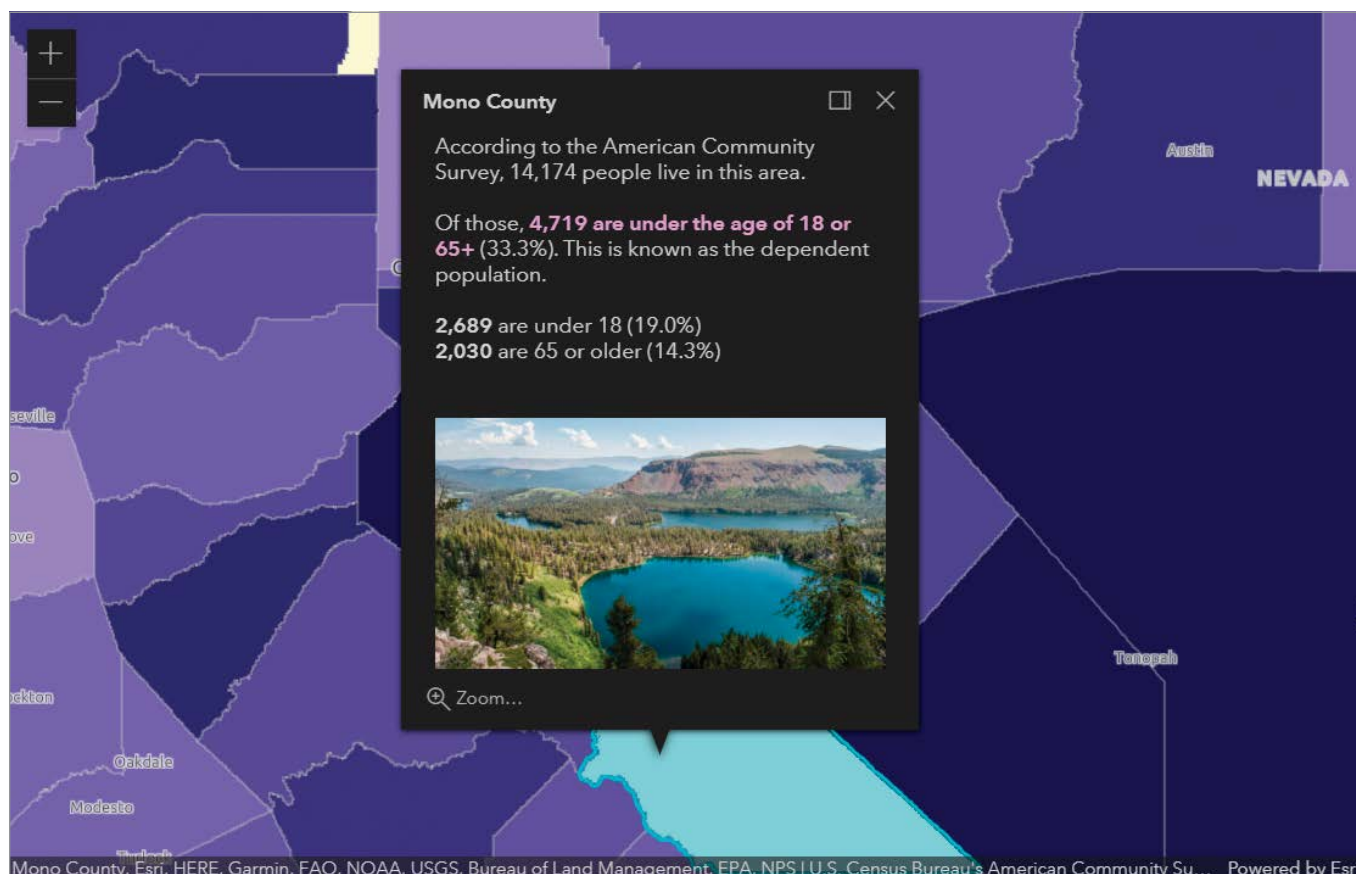 +
Mono County
According to the American Community
Survey, 14,174 people live in this area.
Of those, 4,719 are under the age of 18 or
65+ (33.3%). This is known as the dependent
population.
2,689 are under 18 (19.0%)
2,030 are 65 or older (14.3%)
Zoom...
Austin
NEVADA
seville
ove
ckton
Tonopah
Oakdale
Modesto
Turlock
Mono County, Esri, HERE, Garmin, FAO, NOAA, USGS, Bureau of Land Management, EPA, NPS | U.S. Census Bureau's American Community Su... Powered by Esri